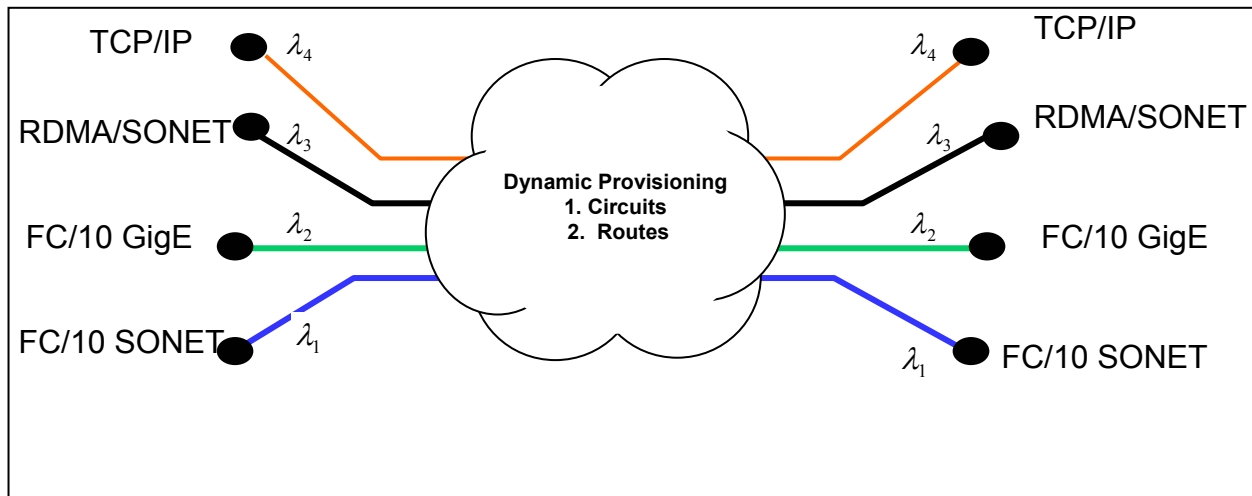 TCP/IP
λ4
λ4
TCP/IP
RDMA/SONET
λ3
λ3
RDMA/SONET
Dynamic Provisioning
1. Circuits
2. Routes
FC/10 GigE
λ2
λ2
FC/10 GigE
FC/10 SONET
λ1
λ1
FC/10 SONET